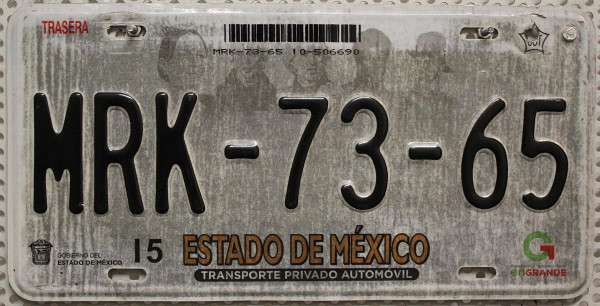 TRASERA
MRK-73-65 10-506690
MRK-73-65
GOBIERNO DEL
ESTADO DE MÉXICO
15 ESTADO DE MÉXICO
TRANSPORTE PRIVADO AUTOMÓVIL
enGRANDE